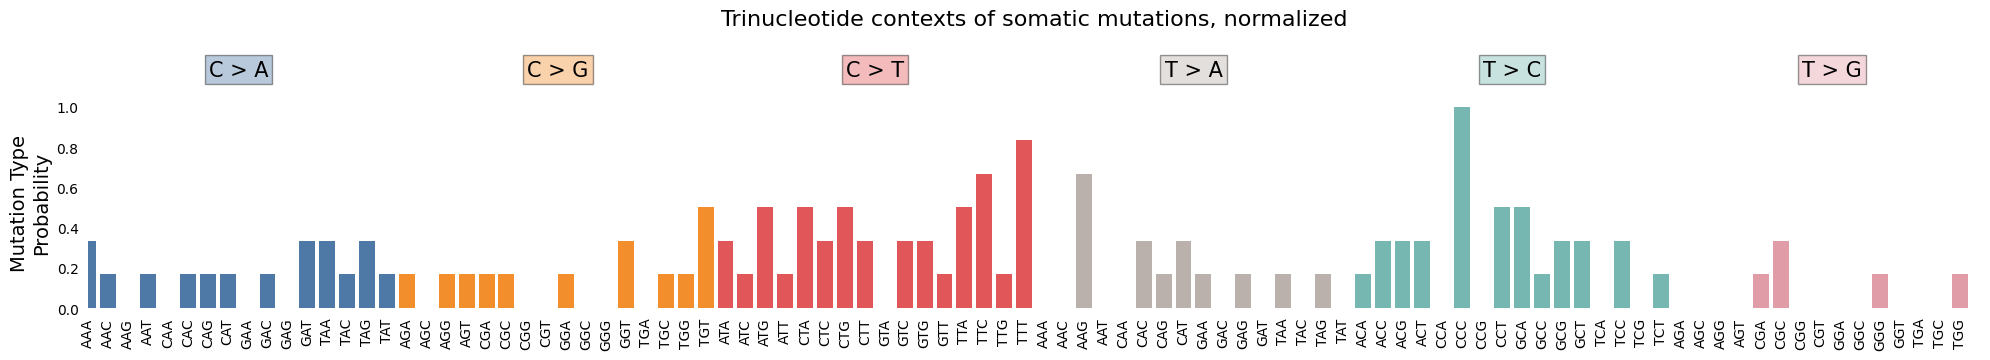 Trinucleotide contexts of somatic mutations, normalized
C > A
C > G
C > T
T > A
T > C
T > G
Mutation Type
Probability
1.0
0.8
0.6
0.4
0.2
0.0
AAA
AAC
AAG
AAT
CAA
CAC
CAG
CAT
GAA
GAC
GAG
GAT
TAA
TAC
TAG
TAT
AGA
AGC
AGG
AGT
CGA
CGC
CGG
CGT
GGA
GGC
GGG
GGT
TGA
TGC
TGG
TGT
ATA
ATC
ATG
ATT
CTA
CTC
CTG
CTT
GTA
GTC
GTG
GTT
TTA
TTC
TTG
TTT
AAA
AAC
AAG
AAT
CAA
CAC
CAG
CAT
GAA
GAC
GAG
GAT
TAA
TAC
TAG
TAT
ACA
ACC
ACG
ACT
CCA
CCC
CCG
CCT
GCA
GCC
GCG
GCT
TCA
TCC
TCG
TCT
AGA
AGC
AGG
AGT
CGA
CGC
CGG
CGT
GGA
GGC
GGG
GGT
TGA
TGC
TGG